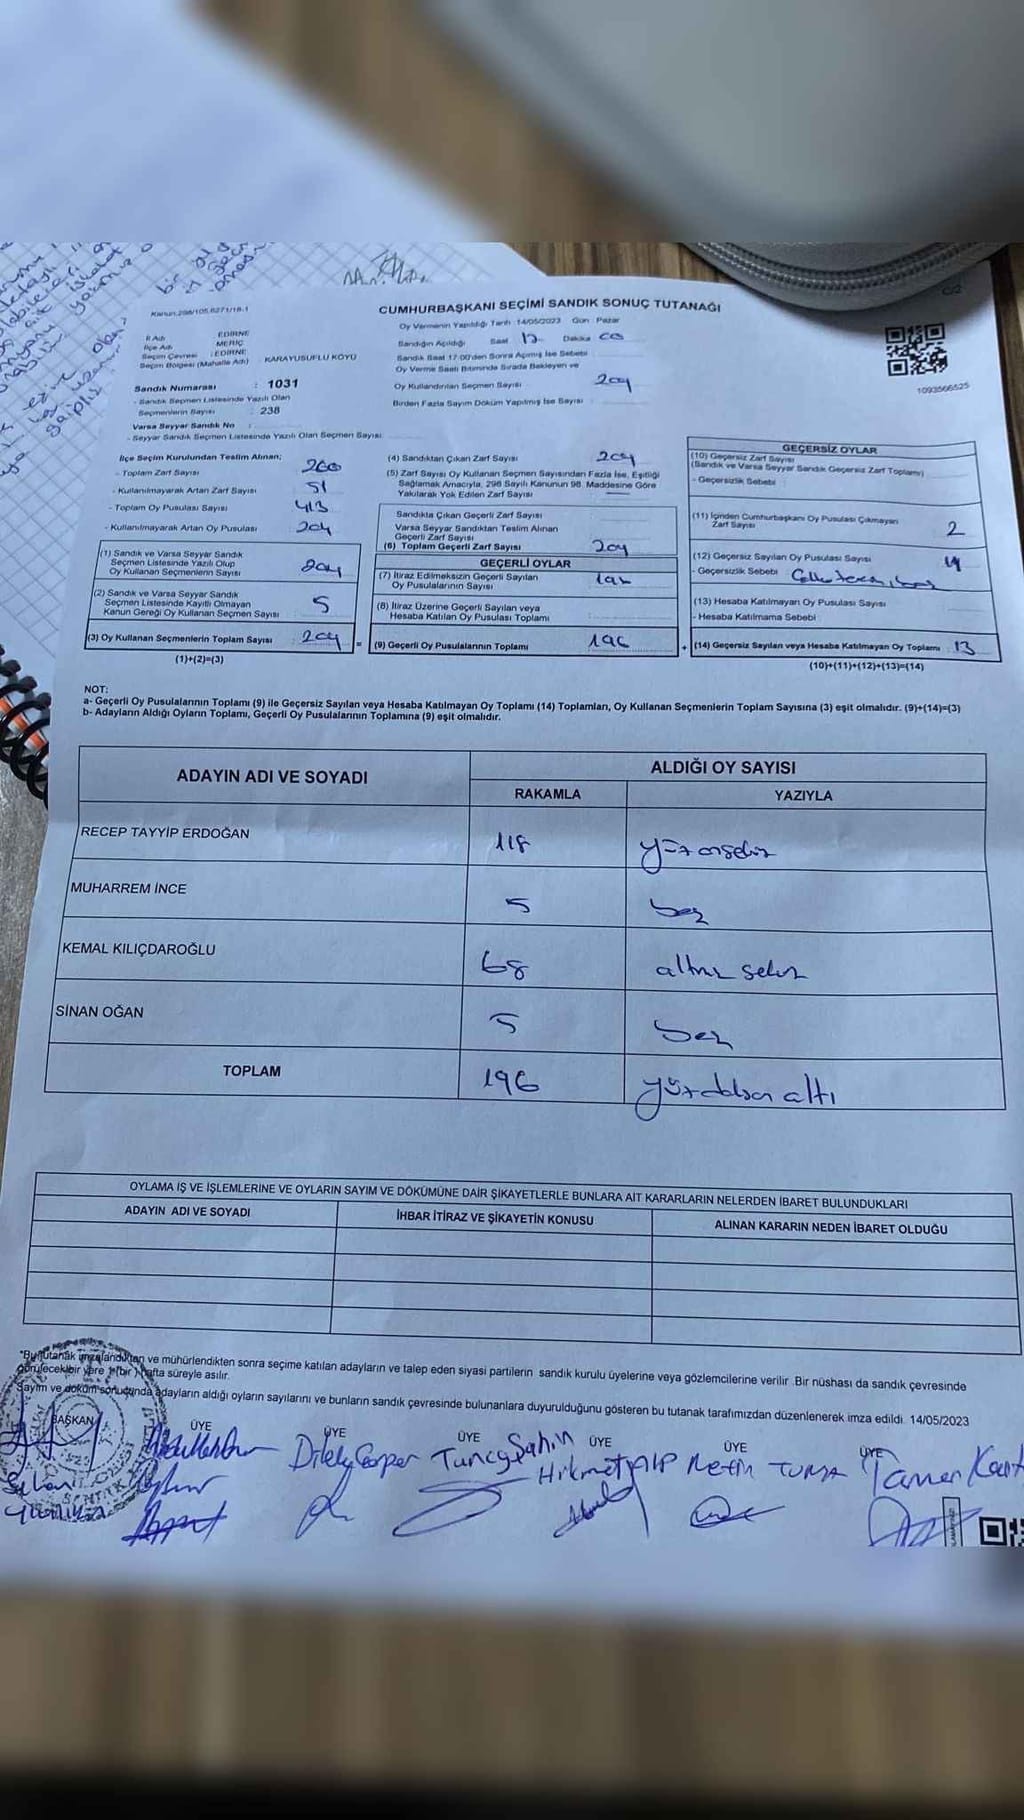 C/2
Kanun.298/105.6271/18-1
CUMHURBAŞKANI SEÇİMİ SANDIK SONUÇ TUTANAĞI
İl Adı : EDİRNE
İlçe Adı : MERİÇ
Seçim Çevresi : EDİRNE
Seçim Bölgesi (Mahalle Adı) KARAYUSUFLU KÖYÜ
Sandık Numarası : 1031
- Sandık Seçmen Listesinde Yazılı Olan
Seçmenlerin Sayısı : 238
Varsa Seyyar Sandık No :
- Seyyar Sandık Seçmen Listesinde Yazılı Olan Seçmen Sayısı
Oy Vermenin Yapıldığı Tarih :14/05/2023 Gün Pazar
Sandığın Açıldığı Saat Dakika
Sandık Saat 17:00'den Sonra Açımış İse Sebebi
Oy Verme Saati Bitiminde Sırada Bekleyen ve
Oy Kullandırılan Seçmen Sayısı 204
Birden Fazla Sayım Döküm Yapılmış İse Sayısı
1093566525
İlçe Seçim Kurulundan Teslim Alınan;
- Toplam Zarf Sayısı 260
- Kullanılmayarak Artan Zarf Sayısı 51
- Toplam Oy Pusulası Sayısı 413
- Kullanılmayarak Artan Oy Pusulası 204
(1) Sandık ve Varsa Seyyar Sandık
Seçmen Listesinde Yazılı Olup
Oy Kullanan Seçmenlerin Sayısı 204
(2) Sandık ve Varsa Seyyar Sandık
Seçmen Listesinde Kayıtlı Olmayan
Kanun Gereği Oy Kullanan Seçmen Sayısı 5
(3) Oy Kullanan Seçmenlerin Toplam Sayısı : 204 =
(1)+(2)=(3)
(4) Sandıktan Çıkan Zarf Sayısı 204
(5) Zarf Sayısı Oy Kullanan Seçmen Sayısından Fazla İse, Eşitliği
Sağlamak Amacıyla, 298 Sayılı Kanunun 98. Maddesine Göre
Yakılarak Yok Edilen Zarf Sayısı
Sandıkta Çıkan Geçerli Zarf Sayısı
Varsa Seyyar Sandıktan Teslim Alınan
Geçerli Zarf Sayısı
(6) Toplam Geçerli Zarf Sayısı 204
GEÇERLİ OYLAR
(7) İtiraz Edilmeksizin Geçerli Sayılan
Oy Pusulalarının Sayısı
(8) İtiraz Üzerine Geçerli Sayılan veya
Hesaba Katılan Oy Pusulası Toplamı
(9) Geçerli Oy Pusulalarının Toplamı 196 +
GEÇERSİZ OYLAR
(10) Geçersiz Zarf Sayısı
(Sandık ve Varsa Seyyar Sandık Geçersiz Zarf Toplamı)
- Geçersizlik Sebebi :
(11) İçinden Cumhurbaşkanı Oy Pusulası Çıkmayan
Zarf Sayısı 2
(12) Geçersiz Sayılan Oy Pusulası Sayısı
- Geçersizlik Sebebi
(13) Hesaba Katılmayan Oy Pusulası Sayısı
- Hesaba Katılmama Sebebi
(14) Geçersiz Sayılan veya Hesaba Katılmayan Oy Toplamı : 13
(10)+(11)+(12)+(13)=(14)
NOT:
a- Geçerli Oy Pusulalarının Toplamı (9) ile Geçersiz Sayılan veya Hesaba Katılmayan Oy Toplamı (14) Toplamları, Oy Kullanan Seçmenlerin Toplam Sayısına (3) eşit olmalıdır. (9)+(14)=(3)
b- Adayların Aldığı Oyların Toplamı, Geçerli Oy Pusulalarının Toplamına (9) eşit olmalıdır.
ADAYIN ADI VE SOYADI ALDIĞI OY SAYISI
RAKAMLA YAZIYLA
RECEP TAYYİP ERDOĞAN 118 yüzonsekiz
MUHARREM İNCE 5 beş
KEMAL KILIÇDAROĞLU 68 altmış sekiz
SİNAN OĞAN 5 beş
TOPLAM 196 yüzdoksan altı
OYLAMA İŞ VE İŞLEMLERİNE VE OYLARIN SAYIM VE DÖKÜMÜNE DAİR ŞİKAYETLERLE BUNLARA AİT KARARLARIN NELERDEN İBARET BULUNDUKLARI
ADAYIN ADI VE SOYADI İHBAR İTİRAZ VE ŞİKAYETİN KONUSU ALINAN KARARIN NEDEN İBARET OLDUĞU
*Bu tutanak imzalandıktan ve mühürlendikten sonra seçime katılan adayların ve talep eden siyasi partilerin sandık kurulu üyelerine veya gözlemcilerine verilir. Bir nüshası da sandık çevresinde
görülecek bir yere 1 (bir) hafta süreyle asılır.
Sayım ve döküm sonucunda adayların aldığı oyların sayılarını ve bunların sandık çevresinde bulunanlara duyurulduğunu gösteren bu tutanak tarafımızdan düzenlenerek imza edildi. 14/05/2023
BAŞKAN ÜYE ÜYE ÜYE ÜYE ÜYE ÜYE
Tuncay Şahin Hikmet ALP Metin TUNA Tamer